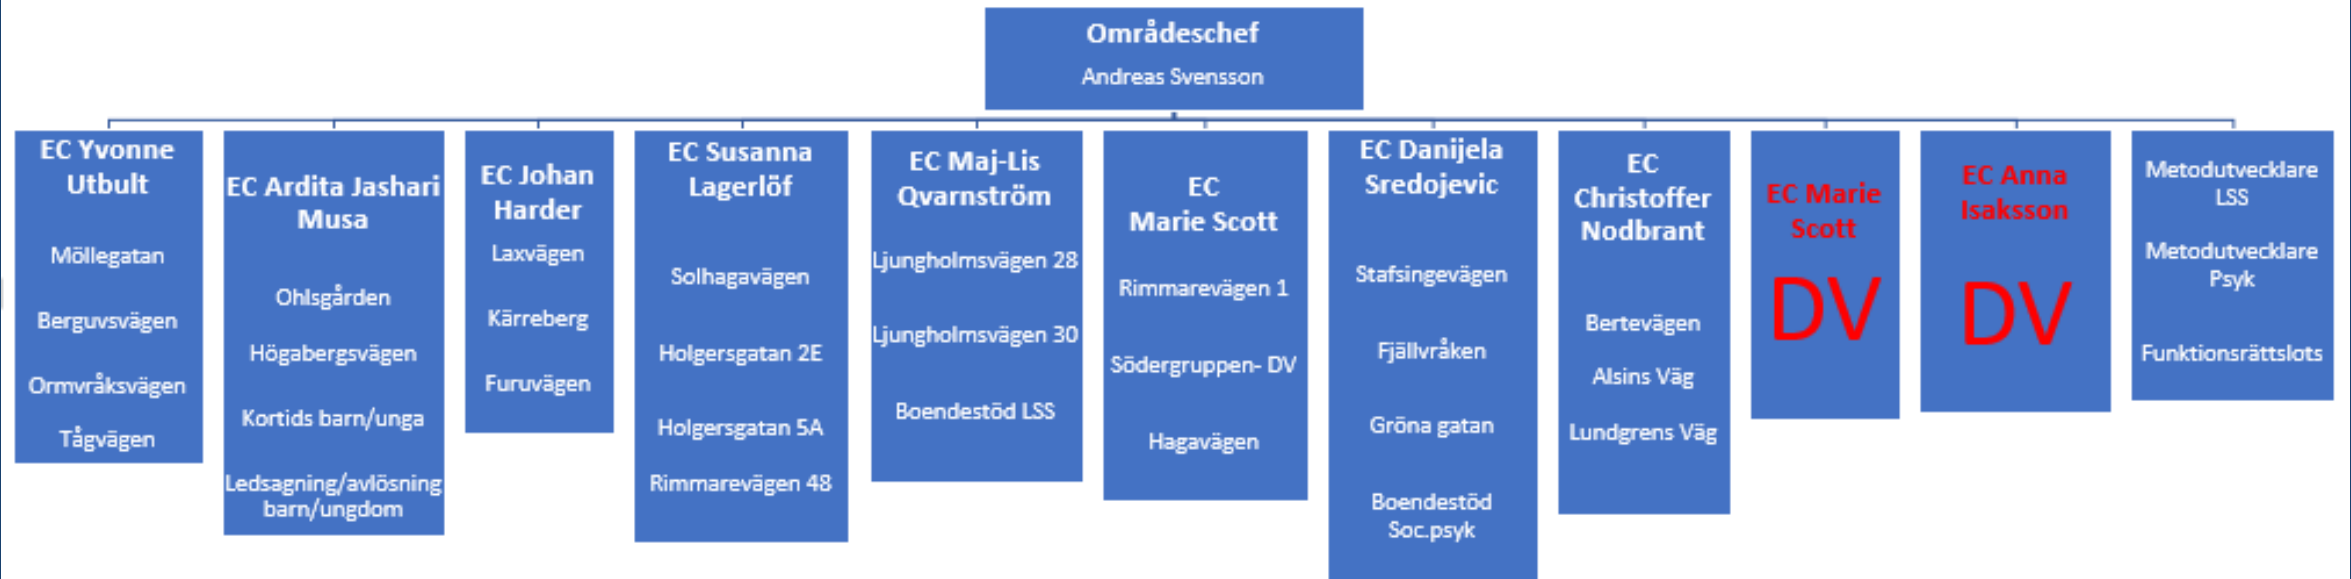 Områdeschef
Andreas Svensson
EC Yvonne
Utbult
Möllegatan
Berguvsvägen
Ormvråksvägen
Tågvägen
EC Ardita Jashari
Musa
Ohlsgården
Högabergsvägen
Kortids barn/unga
Ledsagning/avlösning
barn/ungdom
EC Johan
Harder
Laxvägen
Kärreberg
Furuvägen
EC Susanna
Lagerlöf
Solhagavägen
Holgersgatan 2E
Holgersgatan 5A
Rimmarevägen 48
EC Maj-Lis
Qvarnström
Ljungholmsvägen 28
Ljungholmsvägen 30
Boendestöd LSS
EC
Marie Scott
Rimmarevägen 1
Södergruppen- DV
Hagavägen
EC Danijela
Sredojevic
Stafsingevägen
Fjällvråken
Gröna gatan
Boendestöd
Soc.psyk
EC
Christoffer
Nodbrant
Bertevägen
Alsins Väg
Lundgrens Väg
EC Marie
Scott
DV
EC Anna
Isaksson
DV
Metodutvecklare
LSS
Metodutvecklare
Psyk
Funktionsrättslots